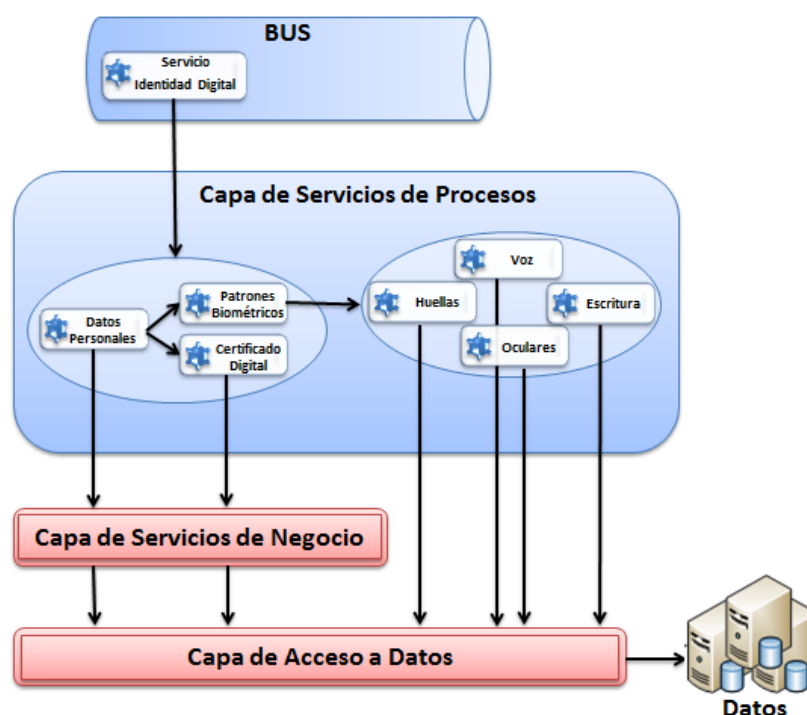 BUS
Servicio
Identidad Digital
Capa de Servicios de Procesos
Datos
Personales
Patrones
Biométricos
Certificado
Digital
Voz
Huellas
Escritura
Oculares
Capa de Servicios de Negocio
Capa de Acceso a Datos
Datos